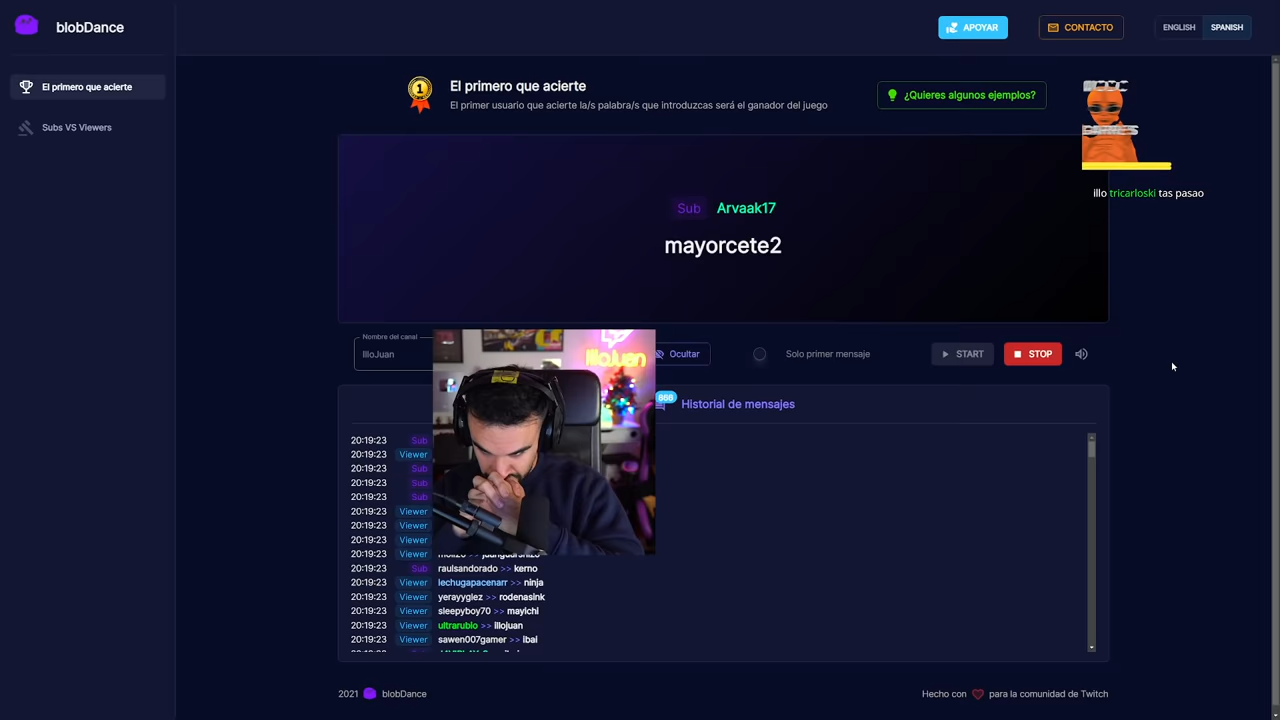 blobDance
APOYAR
CONTACTO
ENGLISH
SPANISH
El primero que acierte
Subs VS Viewers
1
El primero que acierte
El primer usuario que acierte la/s palabra/s que introduzcas será el ganador del juego
¿Quieres algunos ejemplos?
illo tricarloski tas pasao
Sub Arvaak17
mayorcete2
Nombre del canal
IlloJuan
Ocultar
Solo primer mensaje
START
STOP
illoJuan
866
Historial de mensajes
20:19:23 Sub
20:19:23 Viewer
20:19:23 Sub
20:19:23 Sub
20:19:23 Sub
20:19:23 Viewer
20:19:23 Viewer
20:19:23 Viewer
20:19:23 Viewer
20:19:23 Sub raulsandorado >> kerno
20:19:23 Viewer lechugapacenarr >> ninja
20:19:23 Viewer yerayyglez >> rodenasink
20:19:23 Viewer sleepyboy70 >> mayichi
20:19:23 Viewer ultrarublo >> illojuan
20:19:23 Viewer sawen007gamer >> ibai
2021 blobDance
Hecho con para la comunidad de Twitch